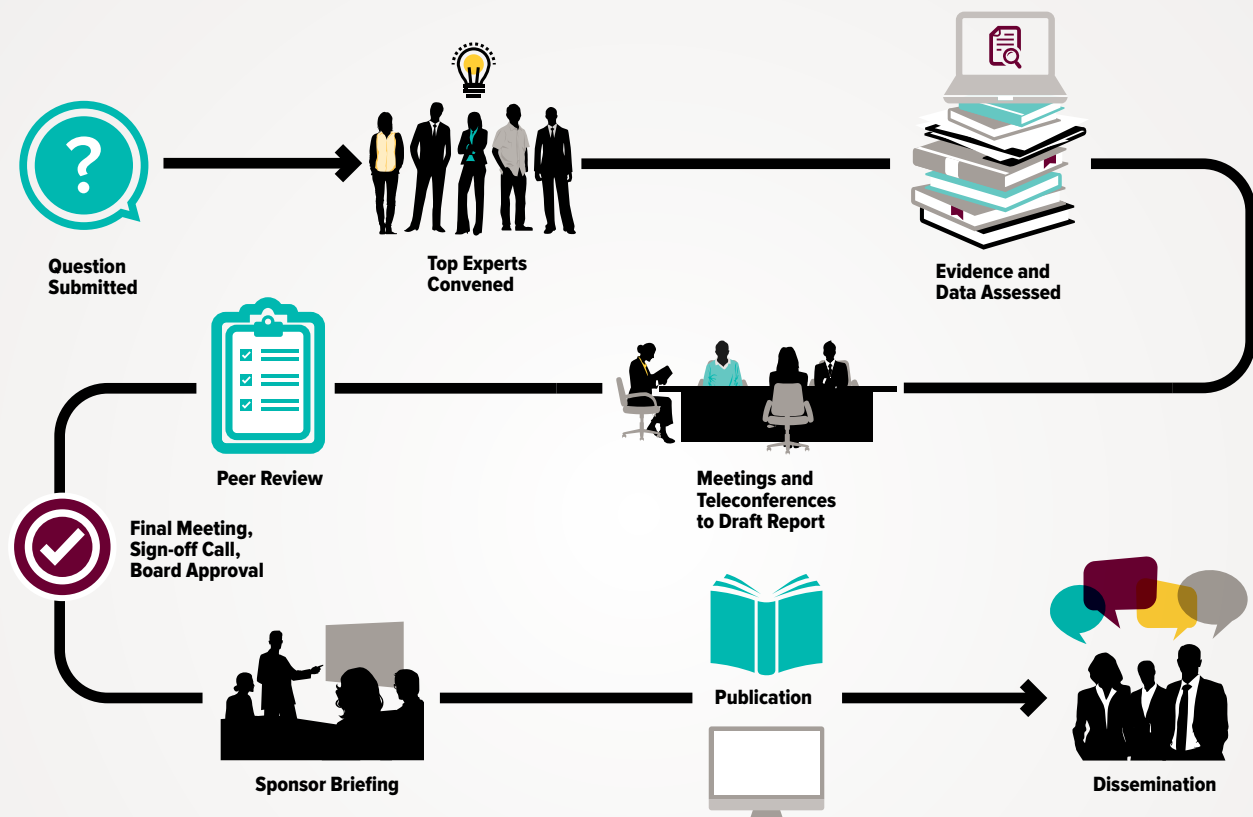 ?
Question
Submitted
Top Experts
Convened
Evidence and
Data Assessed
Meetings and
Teleconferences
to Draft Report
Peer Review
Final Meeting,
Sign-off Call,
Board Approval
Sponsor Briefing
Publication
Dissemination